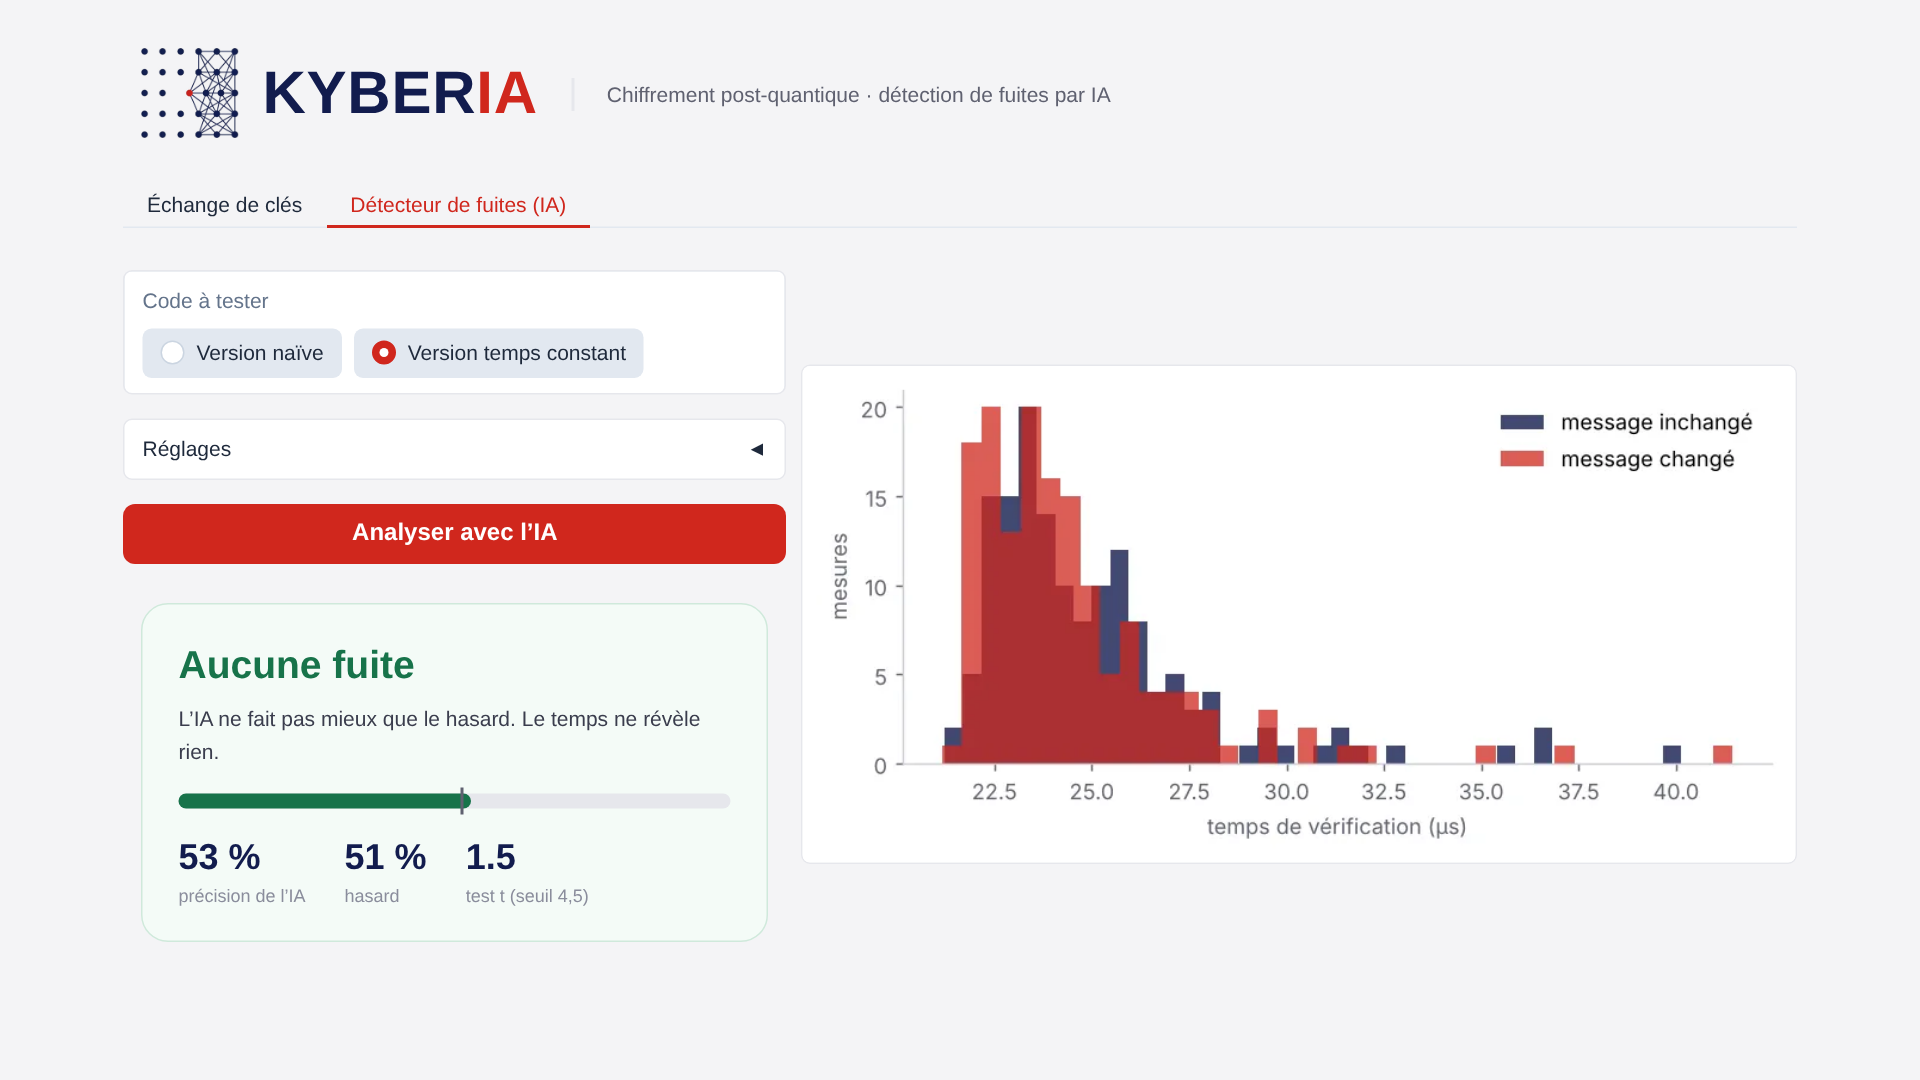 KYBERIA
Chiffrement post-quantique · détection de fuites par IA
Échange de clés
Détecteur de fuites (IA)
Code à tester
Version naïve
Version temps constant
Réglages
Analyser avec l’IA
Aucune fuite
L’IA ne fait pas mieux que le hasard. Le temps ne révèle
rien.
53 %
51 %
1.5
précision de l’IA
hasard
test t (seuil 4,5)
message inchangé
message changé
mesures
20
15
10
5
0
22.5
25.0
27.5
30.0
32.5
35.0
37.5
40.0
temps de vérification (µs)